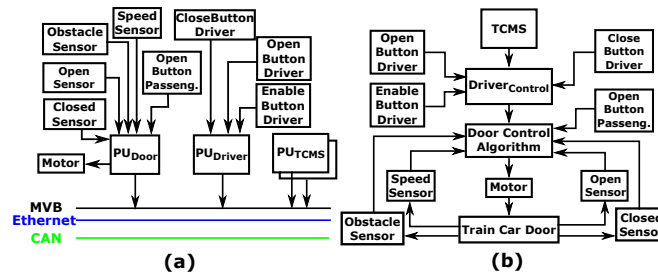 Obstacle
Sensor
Speed
Sensor
CloseButton
Driver
Open
Sensor
Open
Button
Passeng.
Open
Button
Driver
Closed
Sensor
Enable
Button
Driver
Motor
PUDoor
PUDriver
PUTCMS
MVB
Ethernet
CAN
(a)
TCMS
Open
Button
Driver
Close
Button
Driver
DriverControl
Enable
Button
Driver
Open
Button
Passeng.
Door Control
Algorithm
Speed
Sensor
Motor
Open
Sensor
Obstacle
Sensor
Train Car Door
Closed
Sensor
(b)